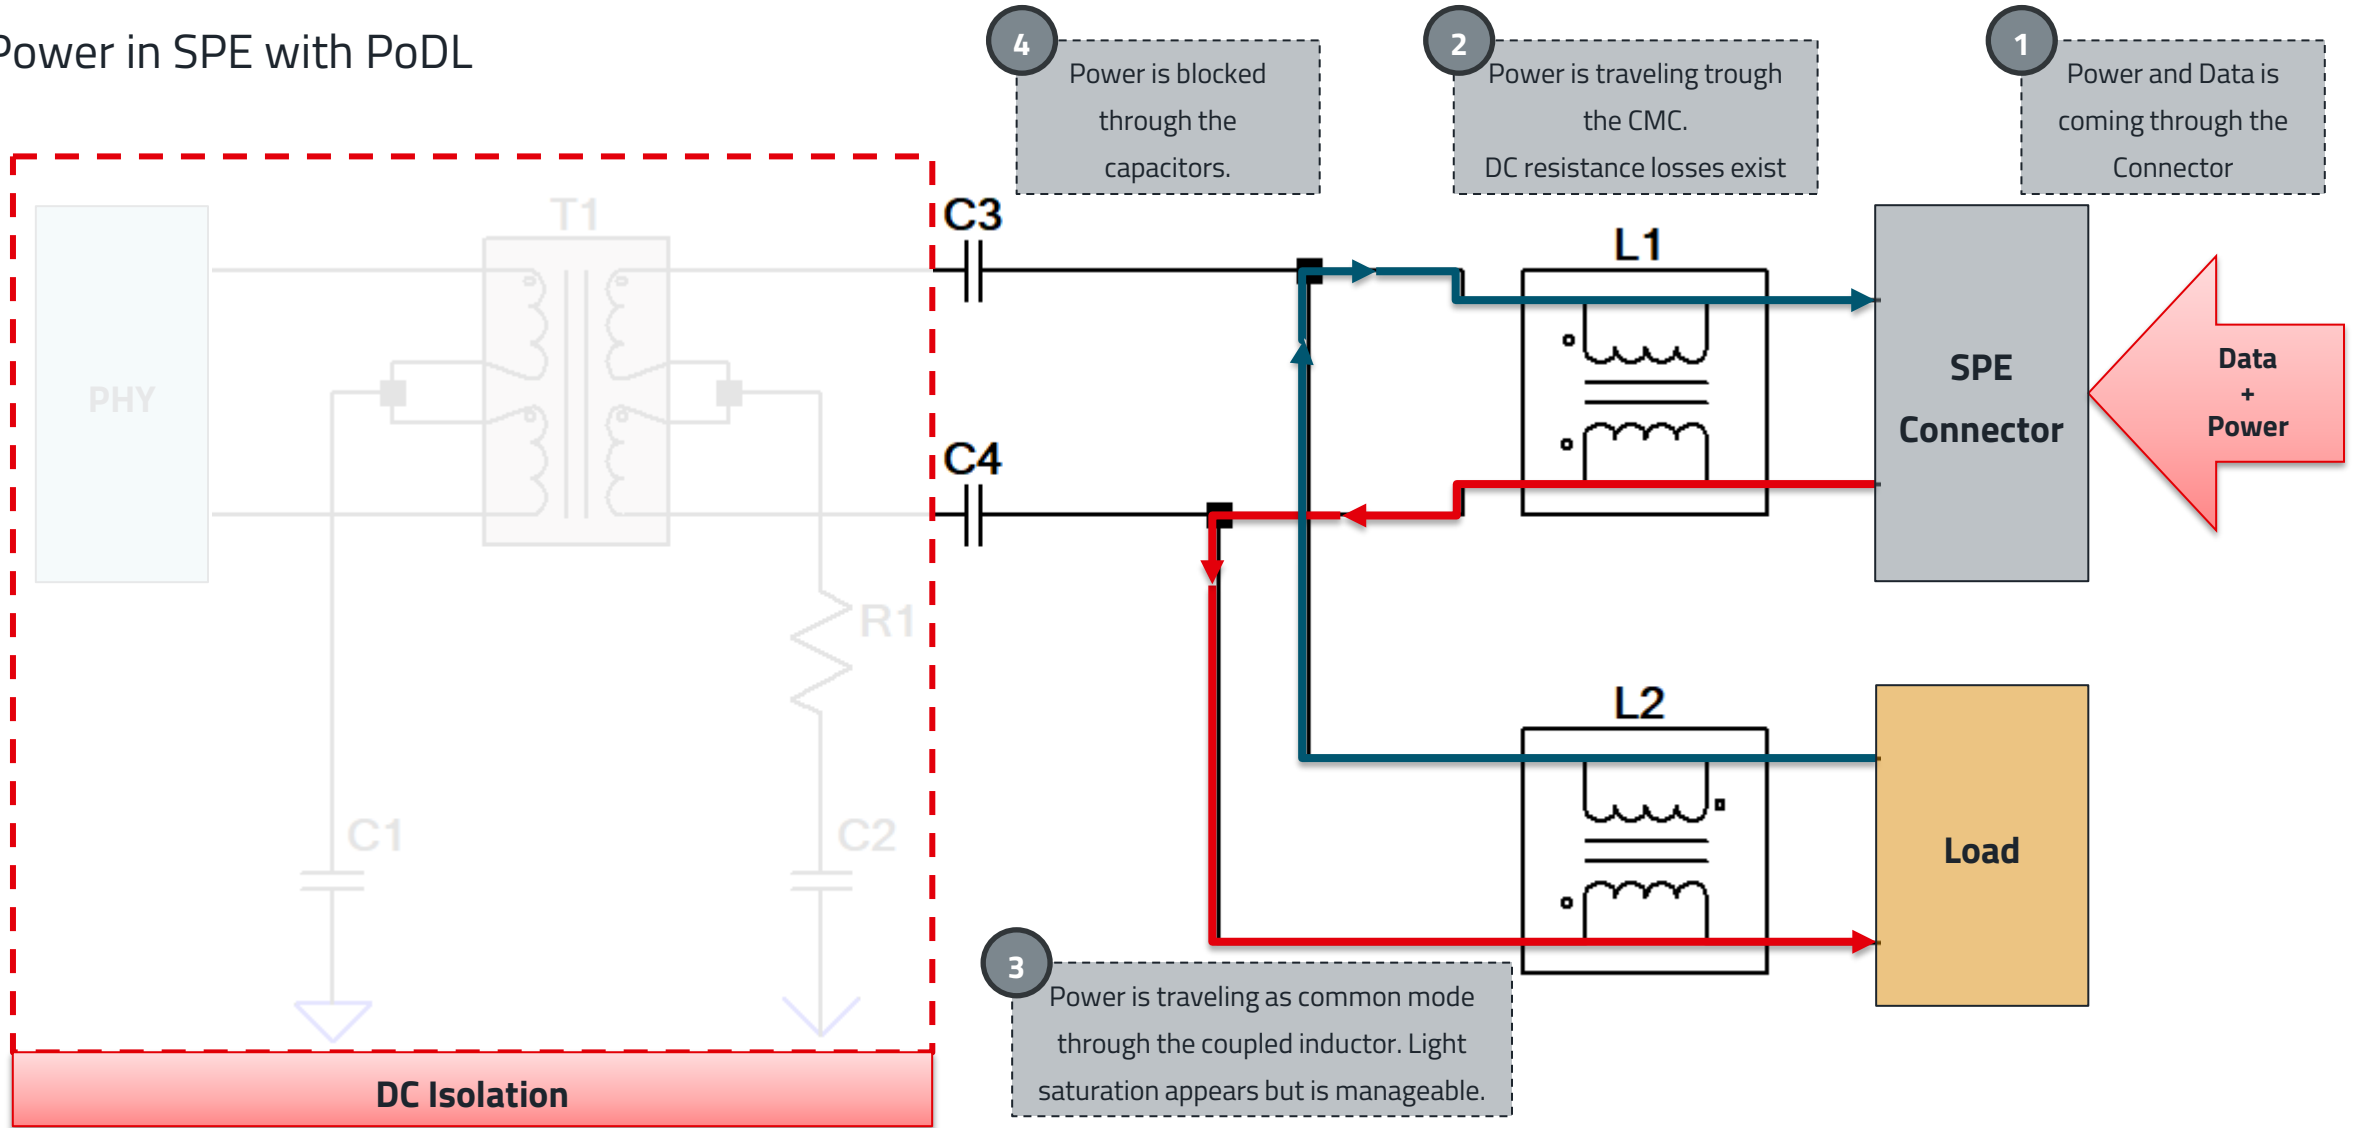 Power in SPE with PoDL
4
Power is blocked
through the
capacitors.
2
Power is traveling trough
the CMC.
DC resistance losses exist
1
Power and Data is
coming through the
Connector
T1
C3
L1
PHY
SPE
Connector
Data
+
Power
C4
R1
L2
C1
C2
Load
3
Power is traveling as common mode
through the coupled inductor. Light
saturation appears but is manageable.
DC Isolation